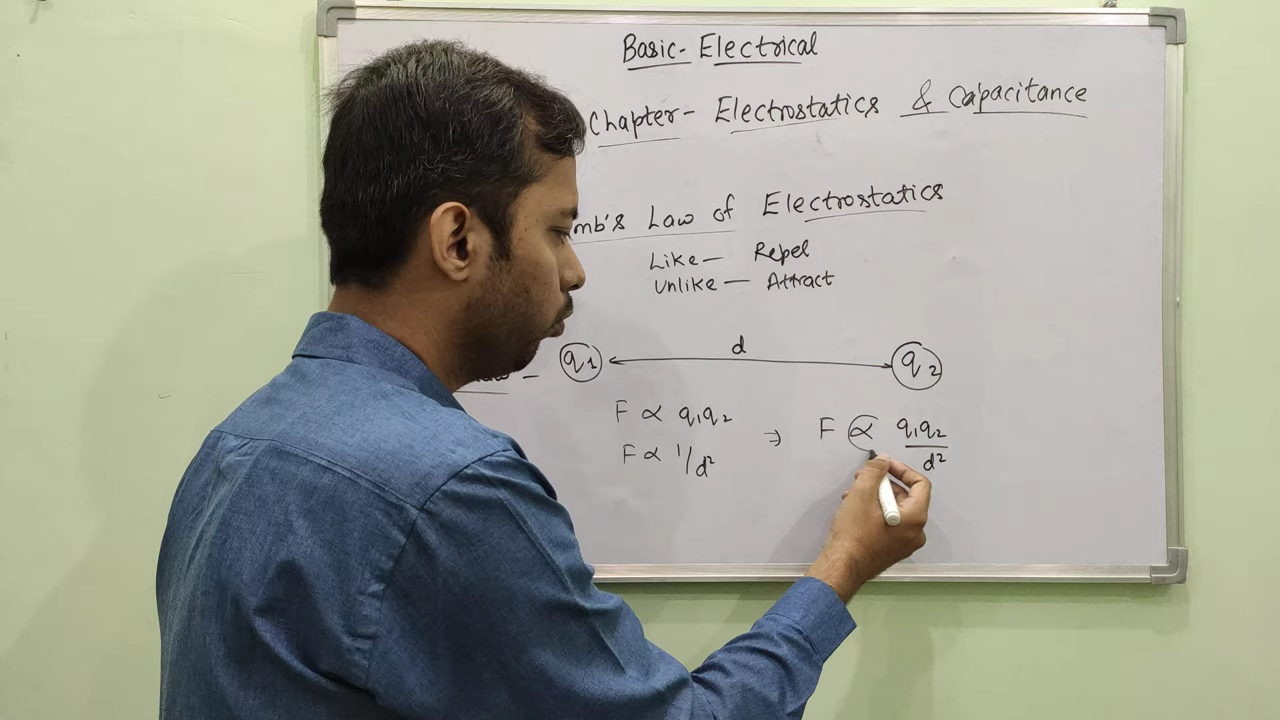 Basic- Electrical
Chapter- Electrostatics & Capacitance
mb's Law of Electrostatics
Like — Repel
Unlike — Attract
d
q1 q2
F ∝ q1q2
F ∝ 1/d²
⇒ F ∝ q1q2/d²